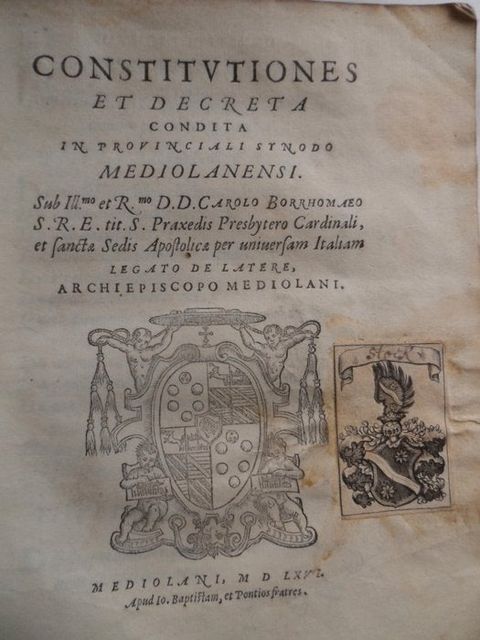 CONSTITVTIONES
ET DECRETA
CONDITA
IN PROVINCIALI SYNODO
MEDIOLANENSI.
Sub Ill.mo et R.mo D.D. CAROLO BORRHOMAEO
S. R. E. tit. S. Praxedis Presbytero Cardinali,
et sanctæ Sedis Apostolicæ per uniuersam Italiam
LEGATO DE LATERE,
ARCHIEPISCOPO MEDIOLANI.
MEDIOLANI, M D LXVI.
Apud Io. Baptistam, et Pontios fratres.